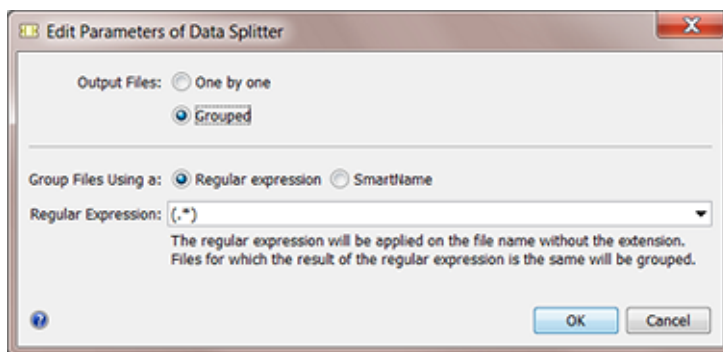 Edit Parameters of Data Splitter
Output Files: One by one
Grouped
Group Files Using a: Regular expression SmartName
Regular Expression: (.*)
The regular expression will be applied on the file name without the extension.
Files for which the result of the regular expression is the same will be grouped.
OK Cancel